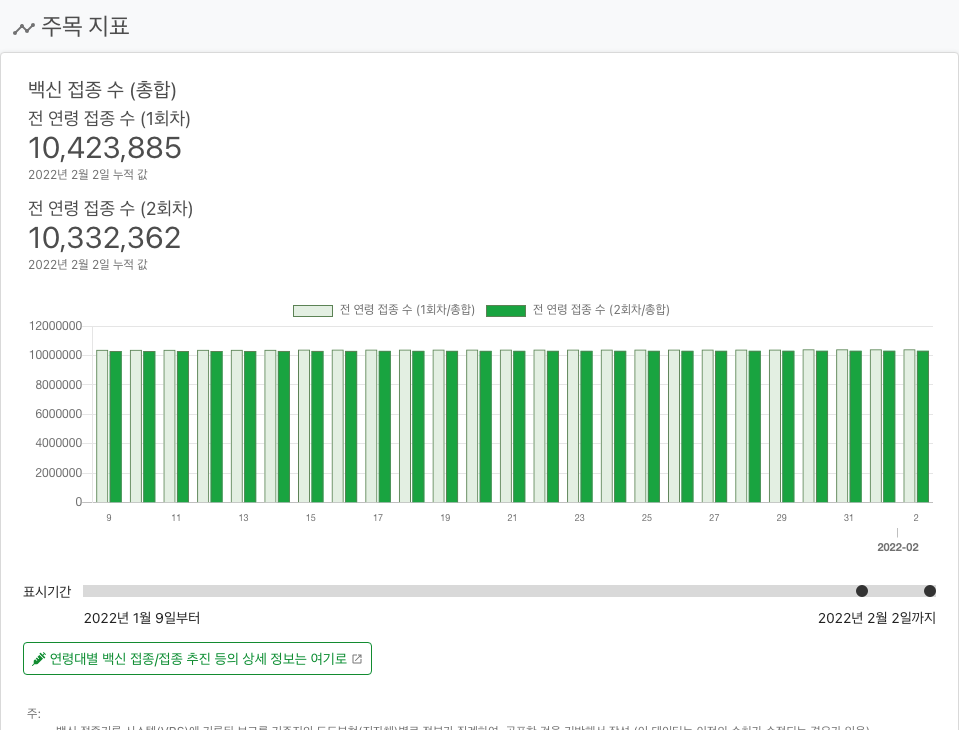 주목 지표
백신 접종 수 (총합)
전 연령 접종 수 (1회차)
10,423,885
2022년 2월 2일 누적 값
전 연령 접종 수 (2회차)
10,332,362
2022년 2월 2일 누적 값
전 연령 접종 수 (1회차/총합) 전 연령 접종 수 (2회차/총합)
12000000
10000000
8000000
6000000
4000000
2000000
0
9 11 13 15 17 19 21 23 25 27 29 31 2
2022-02
표시기간
2022년 1월 9일부터 2022년 2월 2일까지
연령대별 백신 접종/접종 추진 등의 상세 정보는 여기로
주: